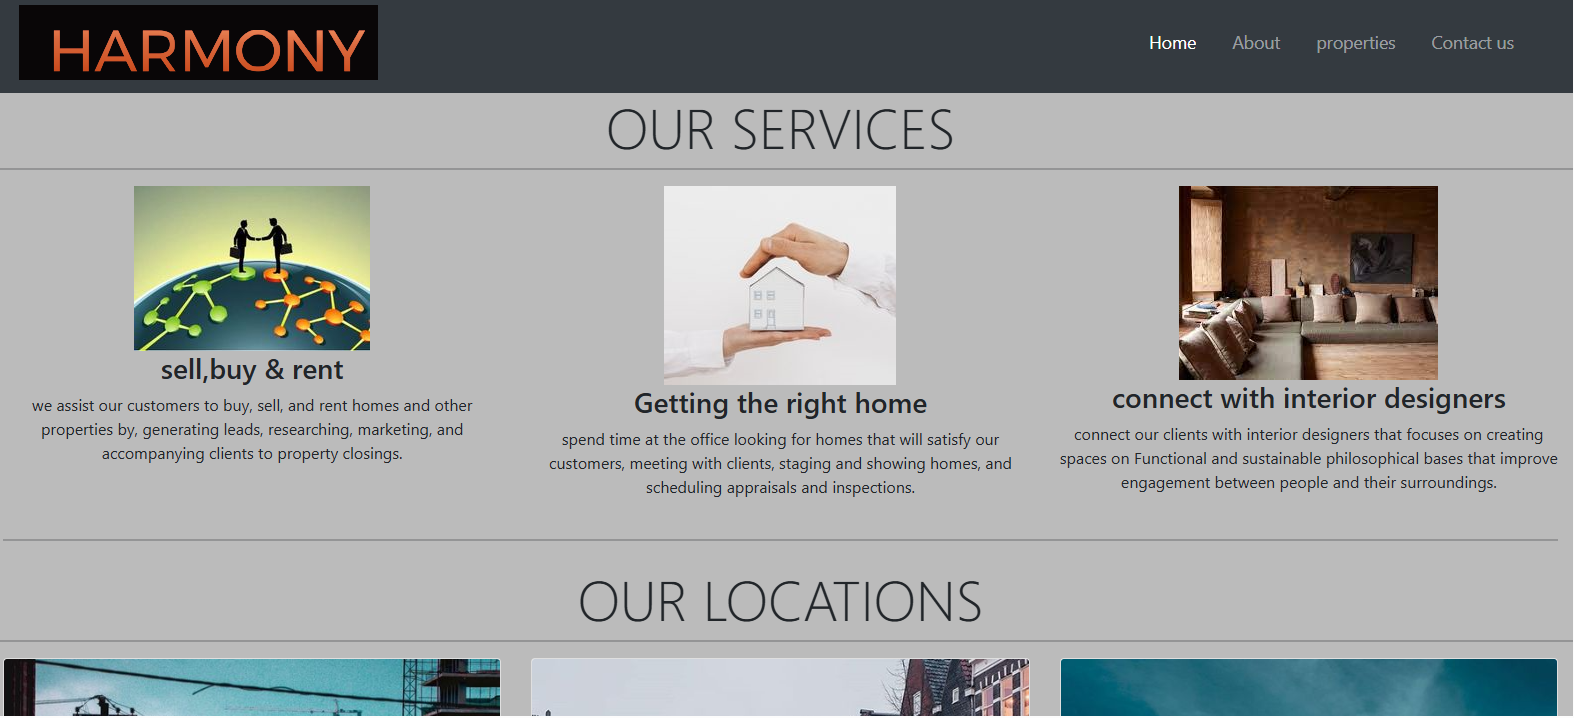 HARMONY
Home
About
properties
Contact us
OUR SERVICES
sell,buy & rent
we assist our customers to buy, sell, and rent homes and other
properties by, generating leads, researching, marketing, and
accompanying clients to property closings.
Getting the right home
spend time at the office looking for homes that will satisfy our
customers, meeting with clients, staging and showing homes, and
scheduling appraisals and inspections.
connect with interior designers
connect our clients with interior designers that focuses on creating
spaces on Functional and sustainable philosophical bases that improve
engagement between people and their surroundings.
OUR LOCATIONS